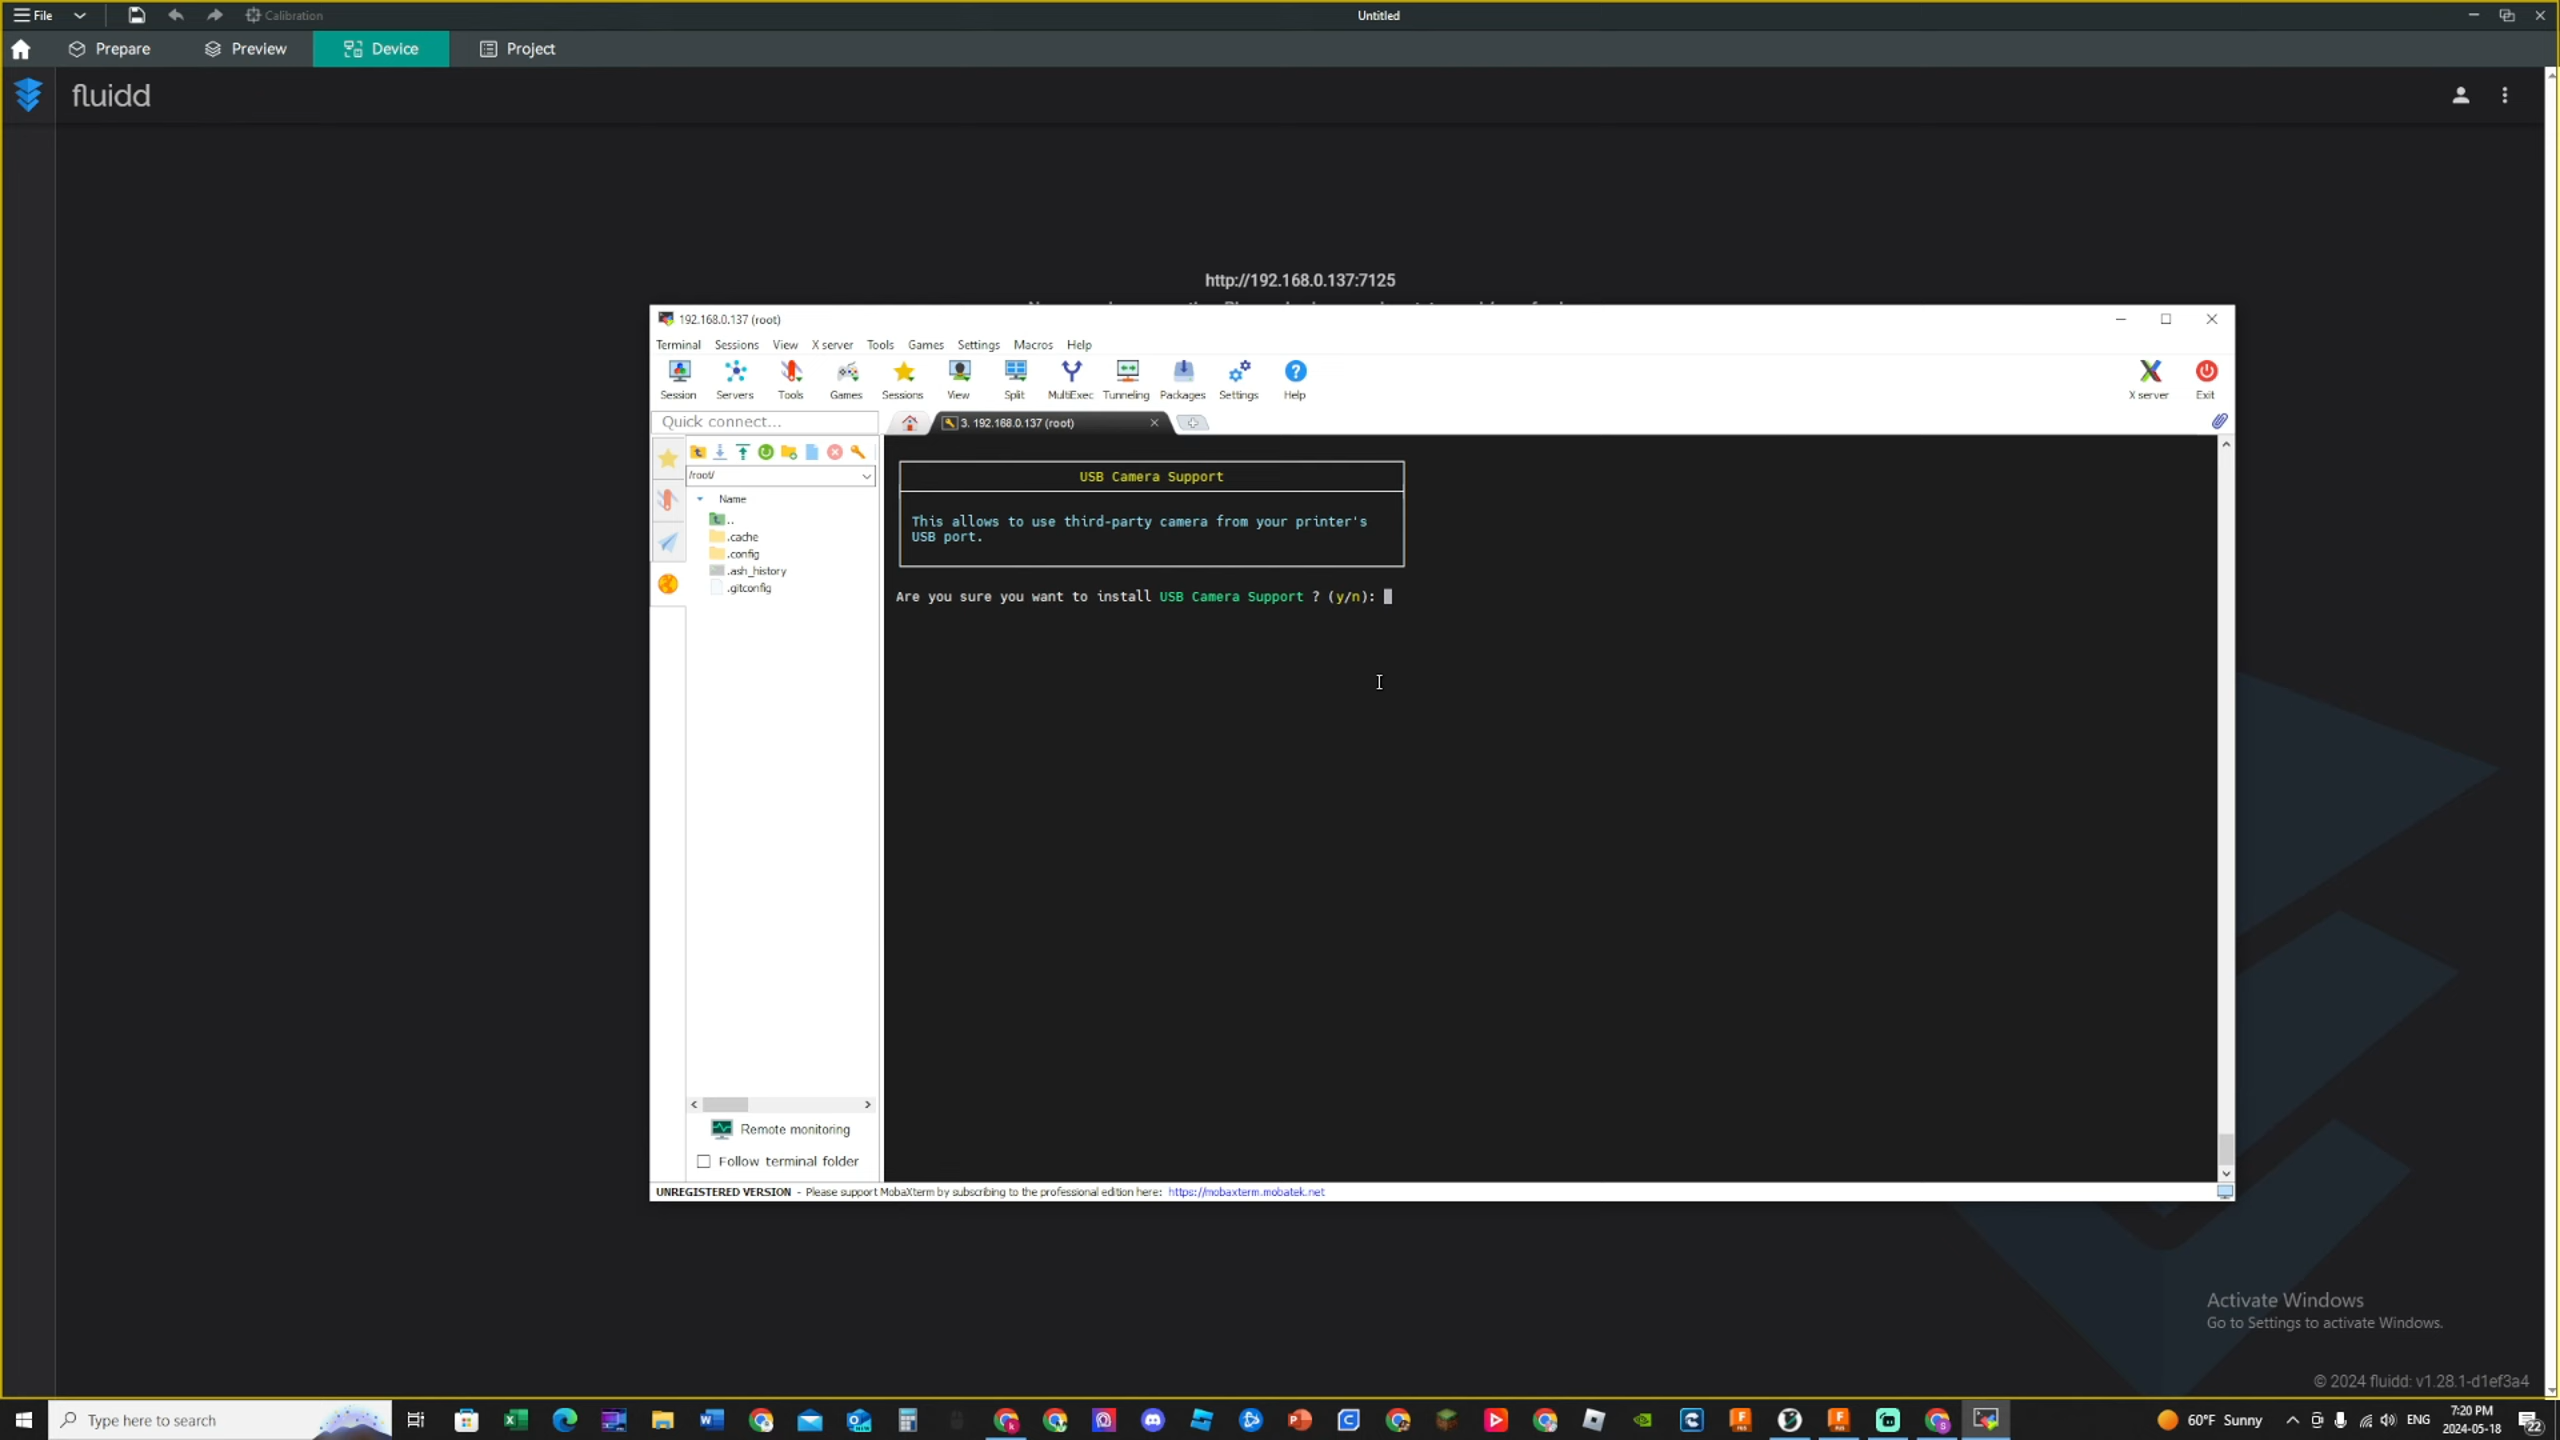 File
Calibration
Untitled
Prepare
Preview
Device
Project
fluidd
http://192.168.0.137:7125
192.168.0.137 (root)
Terminal Sessions View X server Tools Games Settings Macros Help
Session Servers Tools Games Sessions View Split MultiExec Tunneling Packages Settings Help
X server Exit
Quick connect...
3. 192.168.0.137 (root)
/root/
Name
..
.cache
.config
.ash_history
.gitconfig
USB Camera Support
This allows to use third-party camera from your printer's
USB port.
Are you sure you want to install USB Camera Support ? (y/n):
Remote monitoring
Follow terminal folder
UNREGISTERED VERSION - Please support MobaXterm by subscribing to the professional edition here: https://mobaxterm.mobatek.net
Activate Windows
Go to Settings to activate Windows.
© 2024 fluidd: v1.28.1-d1ef3a4
Type here to search
60°F Sunny
ENG
7:20 PM
2024-05-18
22